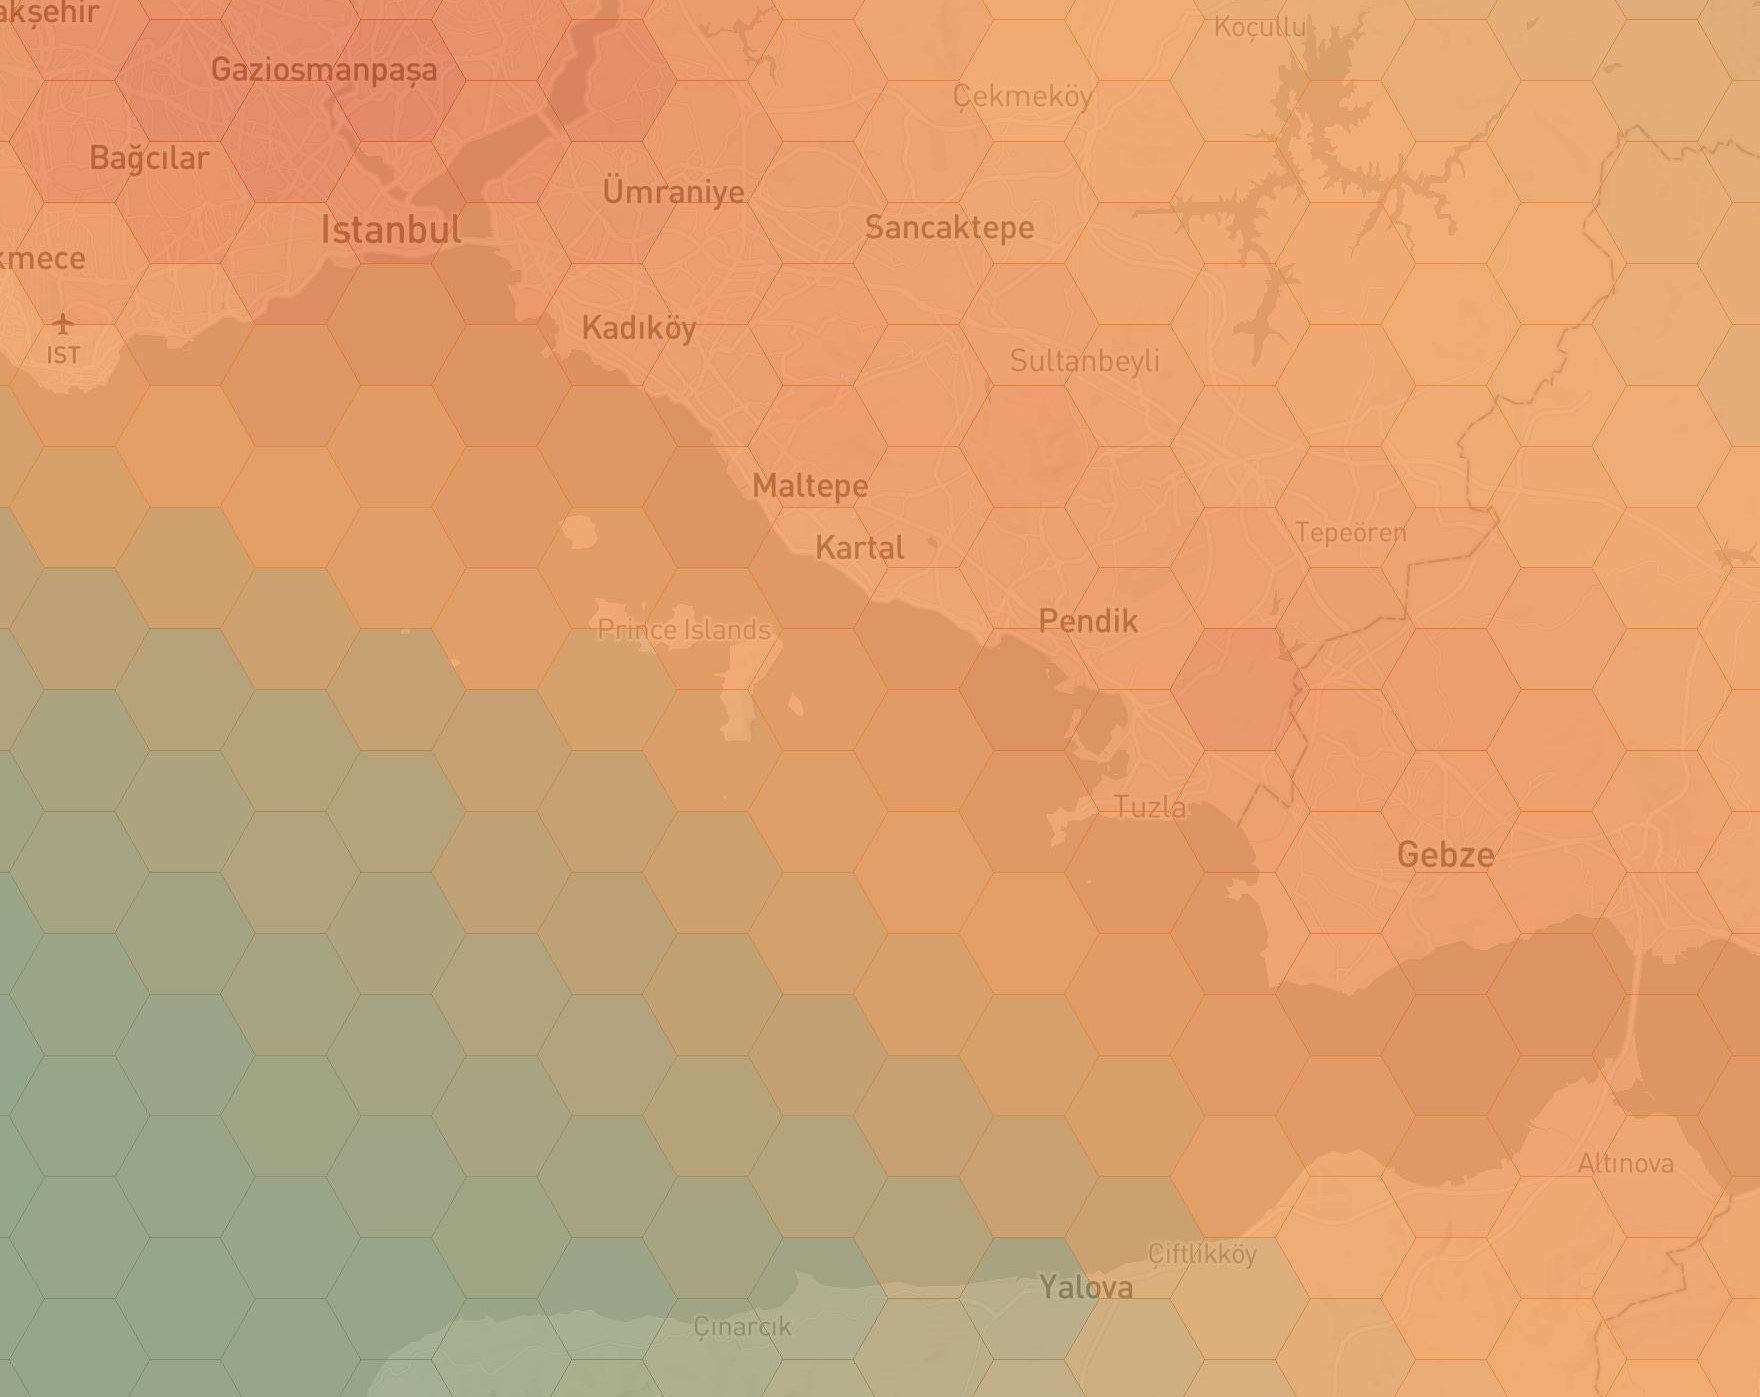 akşehir
Koçullu
Gaziosmanpaşa
Çekmeköy
Bağcılar
Ümraniye
Istanbul
Sancaktepe
kmece
Kadıköy
IST
Sultanbeyli
Maltepe
Tepeören
Kartal
Pendik
Prince Islands
Tuzla
Gebze
Altınova
Çiftlikköy
Yalova
Çınarcık